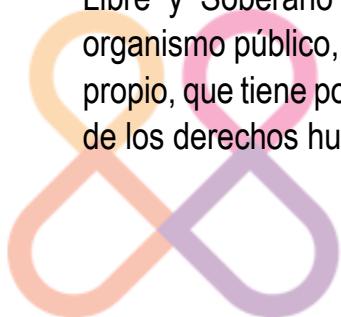 Libre y Soberano
organismo público,
propio, que tiene po
de los derechos hu